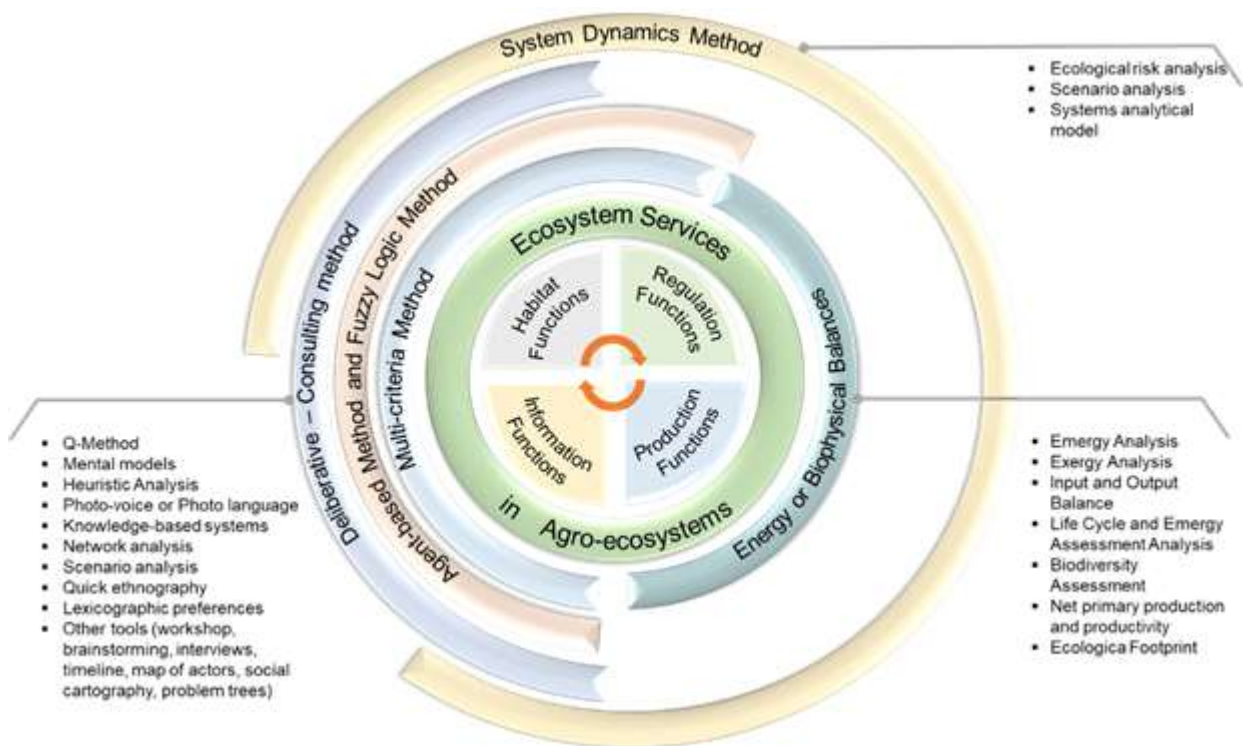 System Dynamics Method
▪ Ecological risk analysis
▪ Scenario analysis
▪ Systems analytical
model
Deliberative – Consulting method
Agent-based Method and Fuzzy Logic Method
Multi-criteria Method
Ecosystem Services
in Agro-ecosystems
Habitat
Functions
Regulation
Functions
Information
Functions
Production
Functions
Energy or Biophysical Balances
▪ Q-Method
▪ Mental models
▪ Heuristic Analysis
▪ Photo-voice or Photo language
▪ Knowledge-based systems
▪ Network analysis
▪ Scenario analysis
▪ Quick ethnography
▪ Lexicographic preferences
▪ Other tools (workshop,
brainstorming, interviews,
timeline, map of actors, social
cartography, problem trees)
▪ Emergy Analysis
▪ Exergy Analysis
▪ Input and Output
Balance
▪ Life Cycle and Emergy
Assessment Analysis
▪ Biodiversity
Assessment
▪ Net primary production
and productivity
▪ Ecologica Footprint